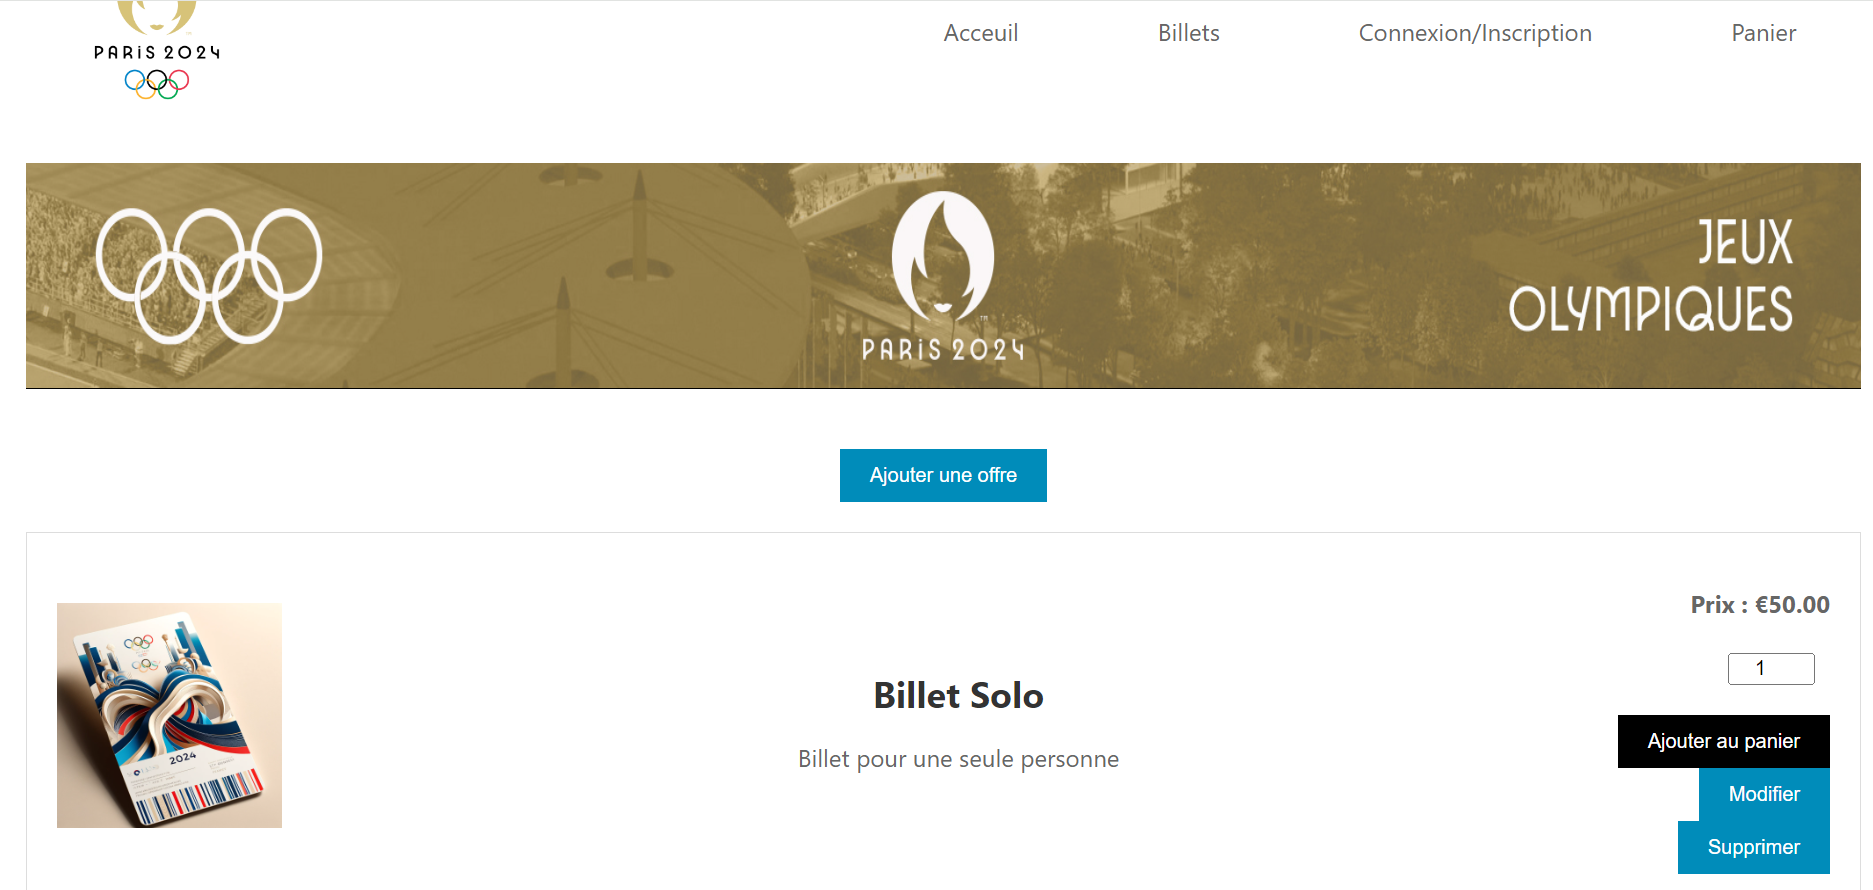 PARIS 2024
Acceuil
Billets
Connexion/Inscription
Panier
PARIS 2024
JEUX
OLYMPIQUES
Ajouter une offre
Prix : €50.00
1
Billet Solo
Billet pour une seule personne
2024
Ajouter au panier
Modifier
Supprimer